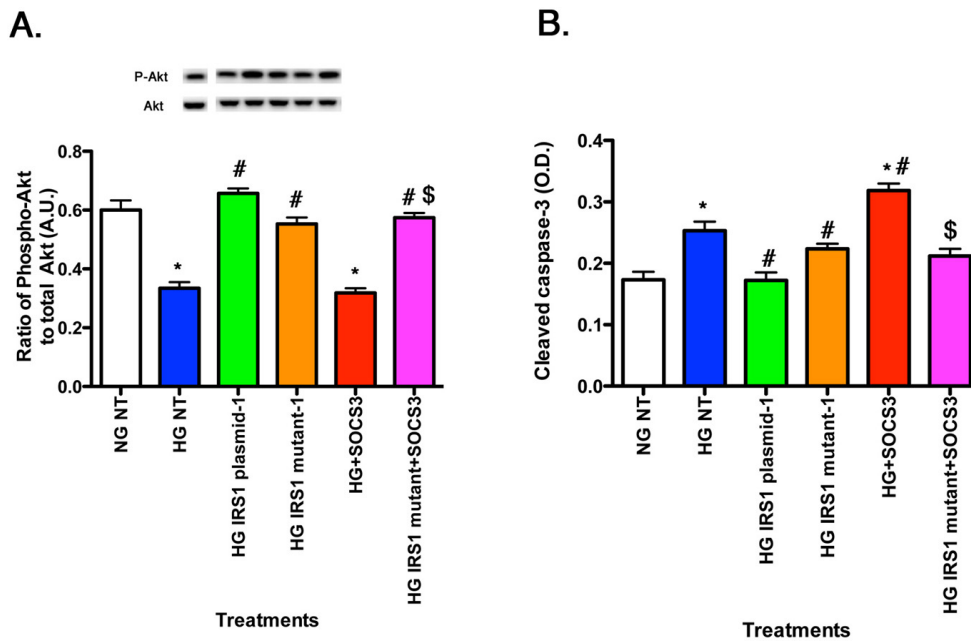 A.
P-Akt
Akt
Ratio of Phospho-Akt
to total Akt (A.U.)
0.8
0.6
0.4
0.2
0.0
#
#
# $
*
*
NG NT
HG NT
HG IRS1 plasmid-1
HG IRS1 mutant-1
HG+SOCS3
HG IRS1 mutant+SOCS3
Treatments
B.
Cleaved caspase-3 (O.D.)
0.4
0.3
0.2
0.1
0.0
*
#
#
* #
$
NG NT
HG NT
HG IRS1 plasmid-1
HG IRS1 mutant-1
HG+SOCS3
HG IRS1 mutant+SOCS3
Treatments